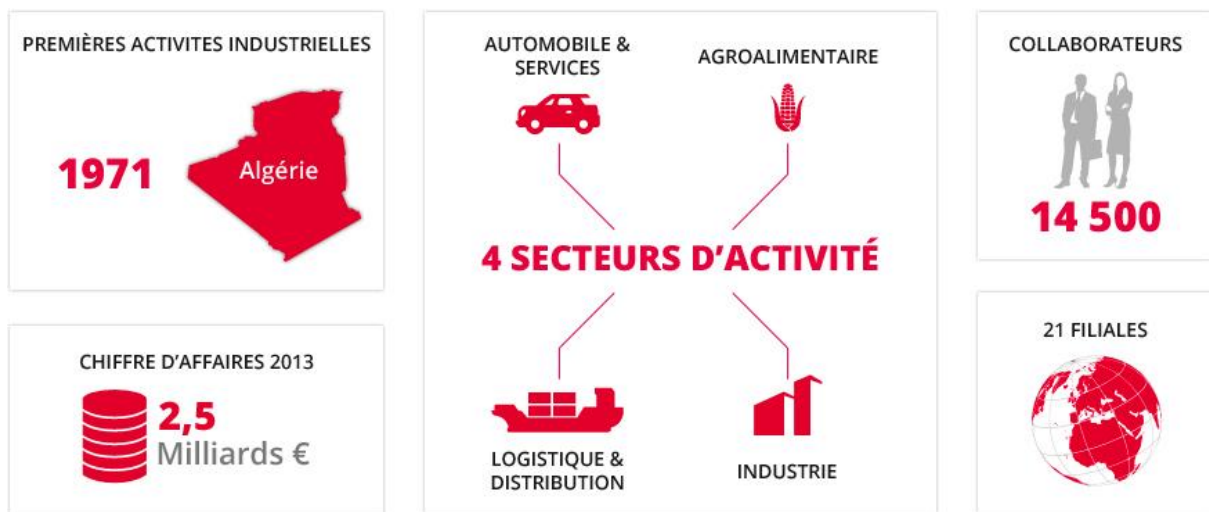 PREMIÈRES ACTIVITES INDUSTRIELLES
1971
Algérie
CHIFFRE D’AFFAIRES 2013
2,5
Milliards €
AUTOMOBILE &
SERVICES
AGROALIMENTAIRE
4 SECTEURS D’ACTIVITÉ
LOGISTIQUE &
DISTRIBUTION
INDUSTRIE
COLLABORATEURS
14 500
21 FILIALES